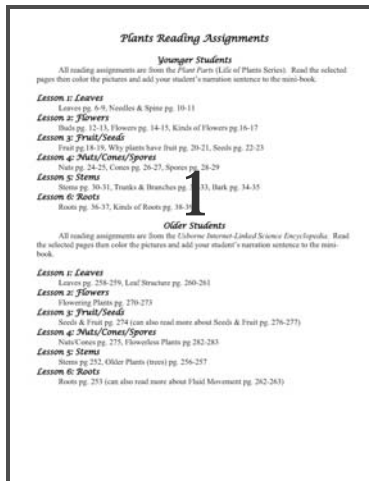 Plants Reading Assignments
Younger Students
All reading assignments are from the Plant Parts (Life of Plants Series). Read the selected
pages then color the pictures and add your student's narration sentence to the mini-book.
Lesson 1: Leaves
Leaves pg. 6-9, Needles & Spine pg. 10-11
Lesson 2: Flowers
Buds pg. 12-13, Flowers pg. 14-15, Kinds of Flowers pg.16-17
Lesson 3: Fruit/Seeds
Fruit pg.18-19, Why plants have fruit pg. 20-21, Seeds pg. 22-23
Lesson 4: Nuts/Cones/Spores
Nuts pg. 24-25, Cones pg. 26-27, Spores pg. 28-29
Lesson 5: Stems
Stems pg. 30-31, Trunks & Branches pg. 33, Bark pg. 34-35
Lesson 6: Roots
Roots pg. 36-37, Kinds of Roots pg. 38-39
1
Older Students
All reading assignments are from the Usborne Internet-Linked Science Encyclopedia. Read
the selected pages then color the pictures and add your student's narration sentence to the mini-
book.
Lesson 1: Leaves
Leaves pg. 258-259, Leaf Structure pg. 260-261
Lesson 2: Flowers
Flowering Plants pg. 270-273
Lesson 3: Fruit/Seeds
Seeds & Fruit pg. 274 (can also read more about Seeds & Fruit pg. 276-277)
Lesson 4: Nuts/Cones/Spores
Nuts/Cones pg. 275, Flowerless Plants pg 282-283
Lesson 5: Stems
Stems pg 252, Older Plants (trees) pg. 256-257
Lesson 6: Roots
Roots pg. 253 (can also read more about Fluid Movement pg. 262-263)